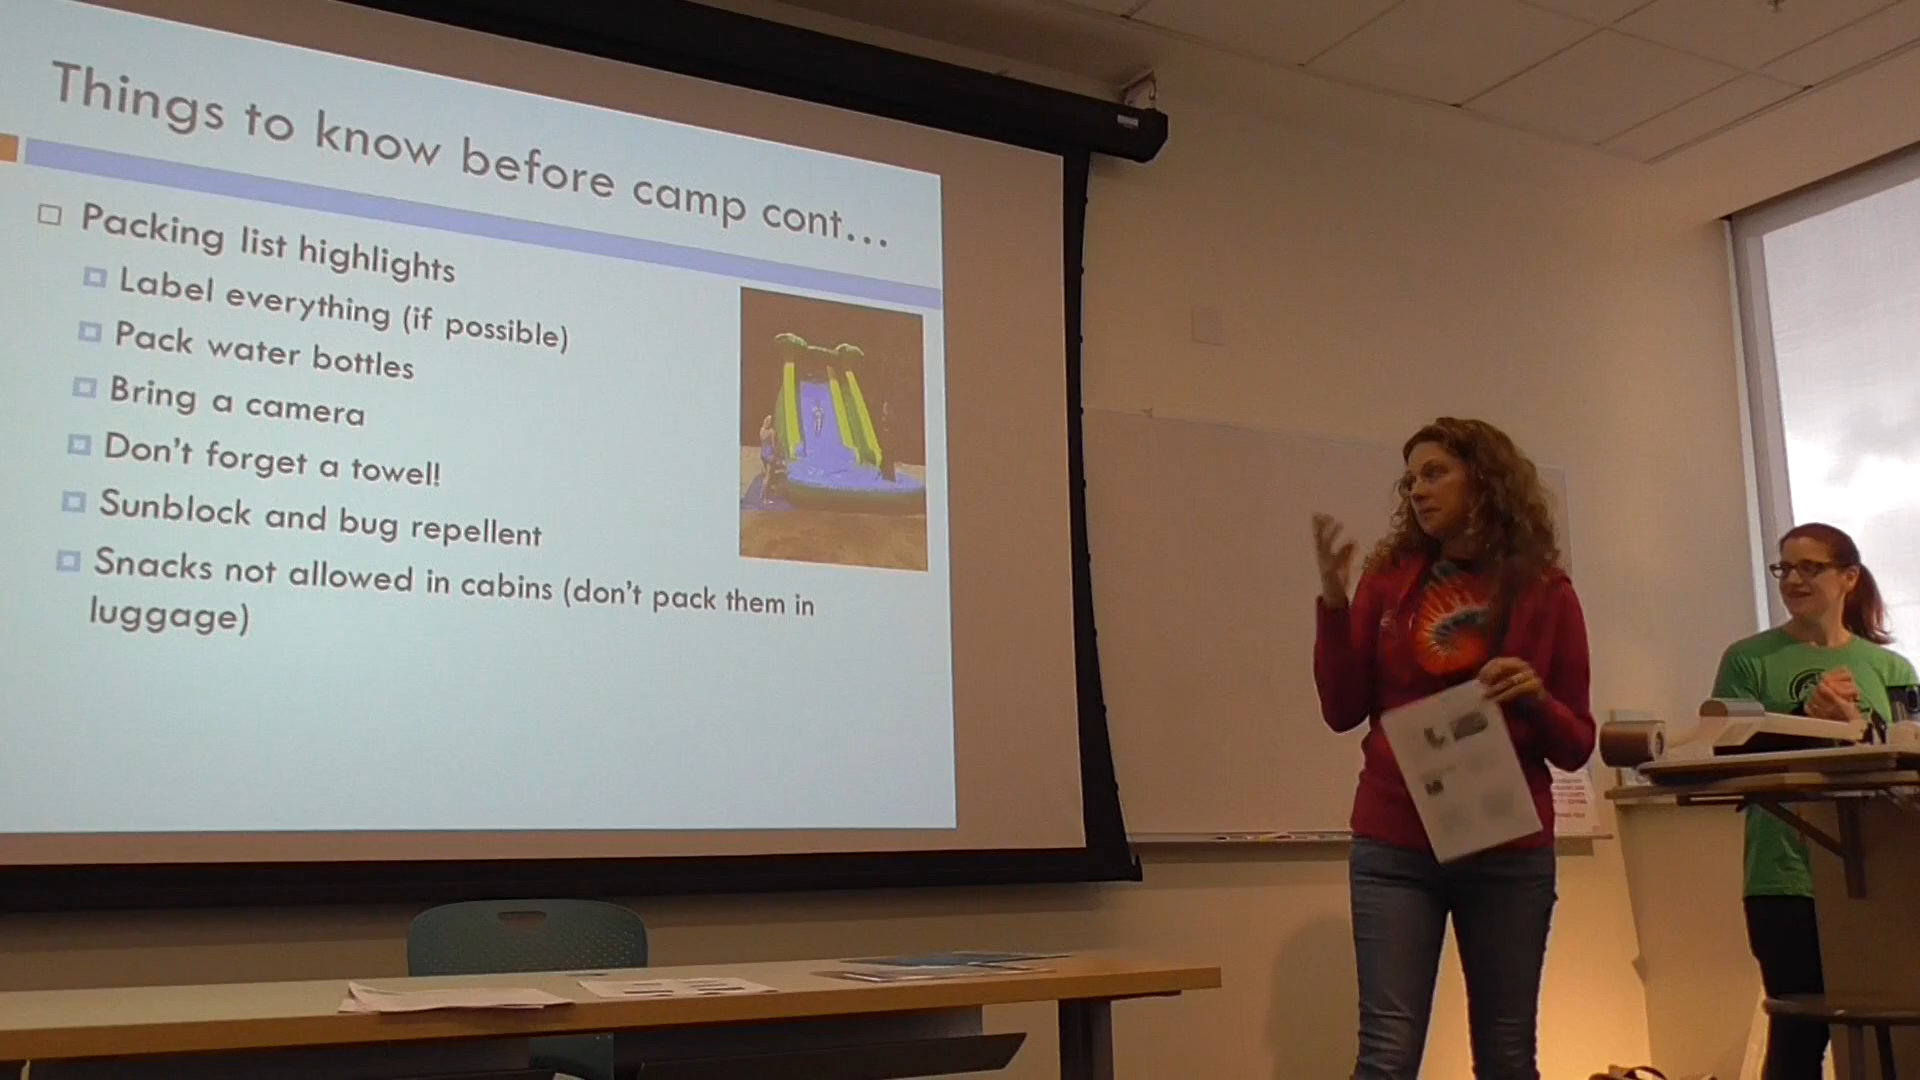 Things to know before camp cont...
Packing list highlights
Label everything (if possible)
Pack water bottles
Bring a camera
Don't forget a towel!
Sunblock and bug repellent
Snacks not allowed in cabins (don't pack them in
luggage)